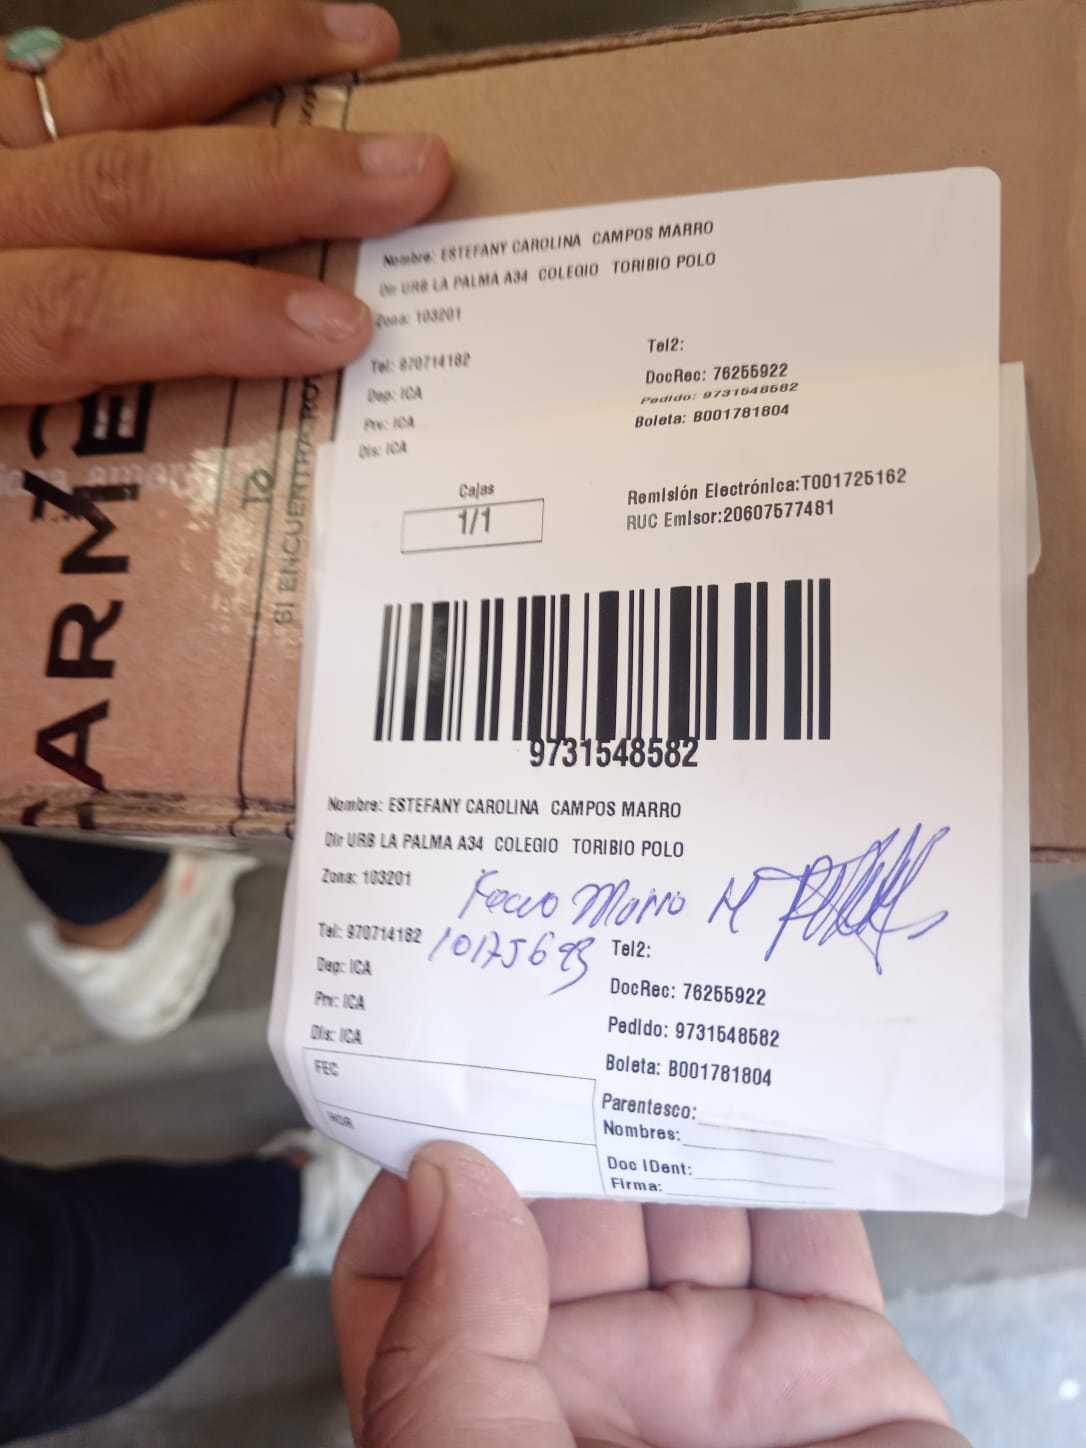 Nombre: ESTEFANY CAROLINA CAMPOS MARRO
Dir URB LA PALMA A34 COLEGIO TORIBIO POLO
Zona: 103201
Tel: 970714182
Tel2:
Dep: ICA
DocRec: 76255922
Pedido: 9731548582
Prv: ICA
Boleta: B001781804
Dis: ICA
Cajas
1/1
Remisión Electrónica:T001725162
RUC Emisor:20607577481
9731548582
Nombre: ESTEFANY CAROLINA CAMPOS MARRO
Dir URB LA PALMA A34 COLEGIO TORIBIO POLO
Zona: 103201
Marro M
Tel: 970714182
Tel2:
Dep: ICA
DocRec: 76255922
Prv: ICA
Pedido: 9731548582
Dis: ICA
Boleta: B001781804
FEC
HOR
Parentesco:
Nombres:
Doc IDent:
Firma:
SI ENCUENTRA